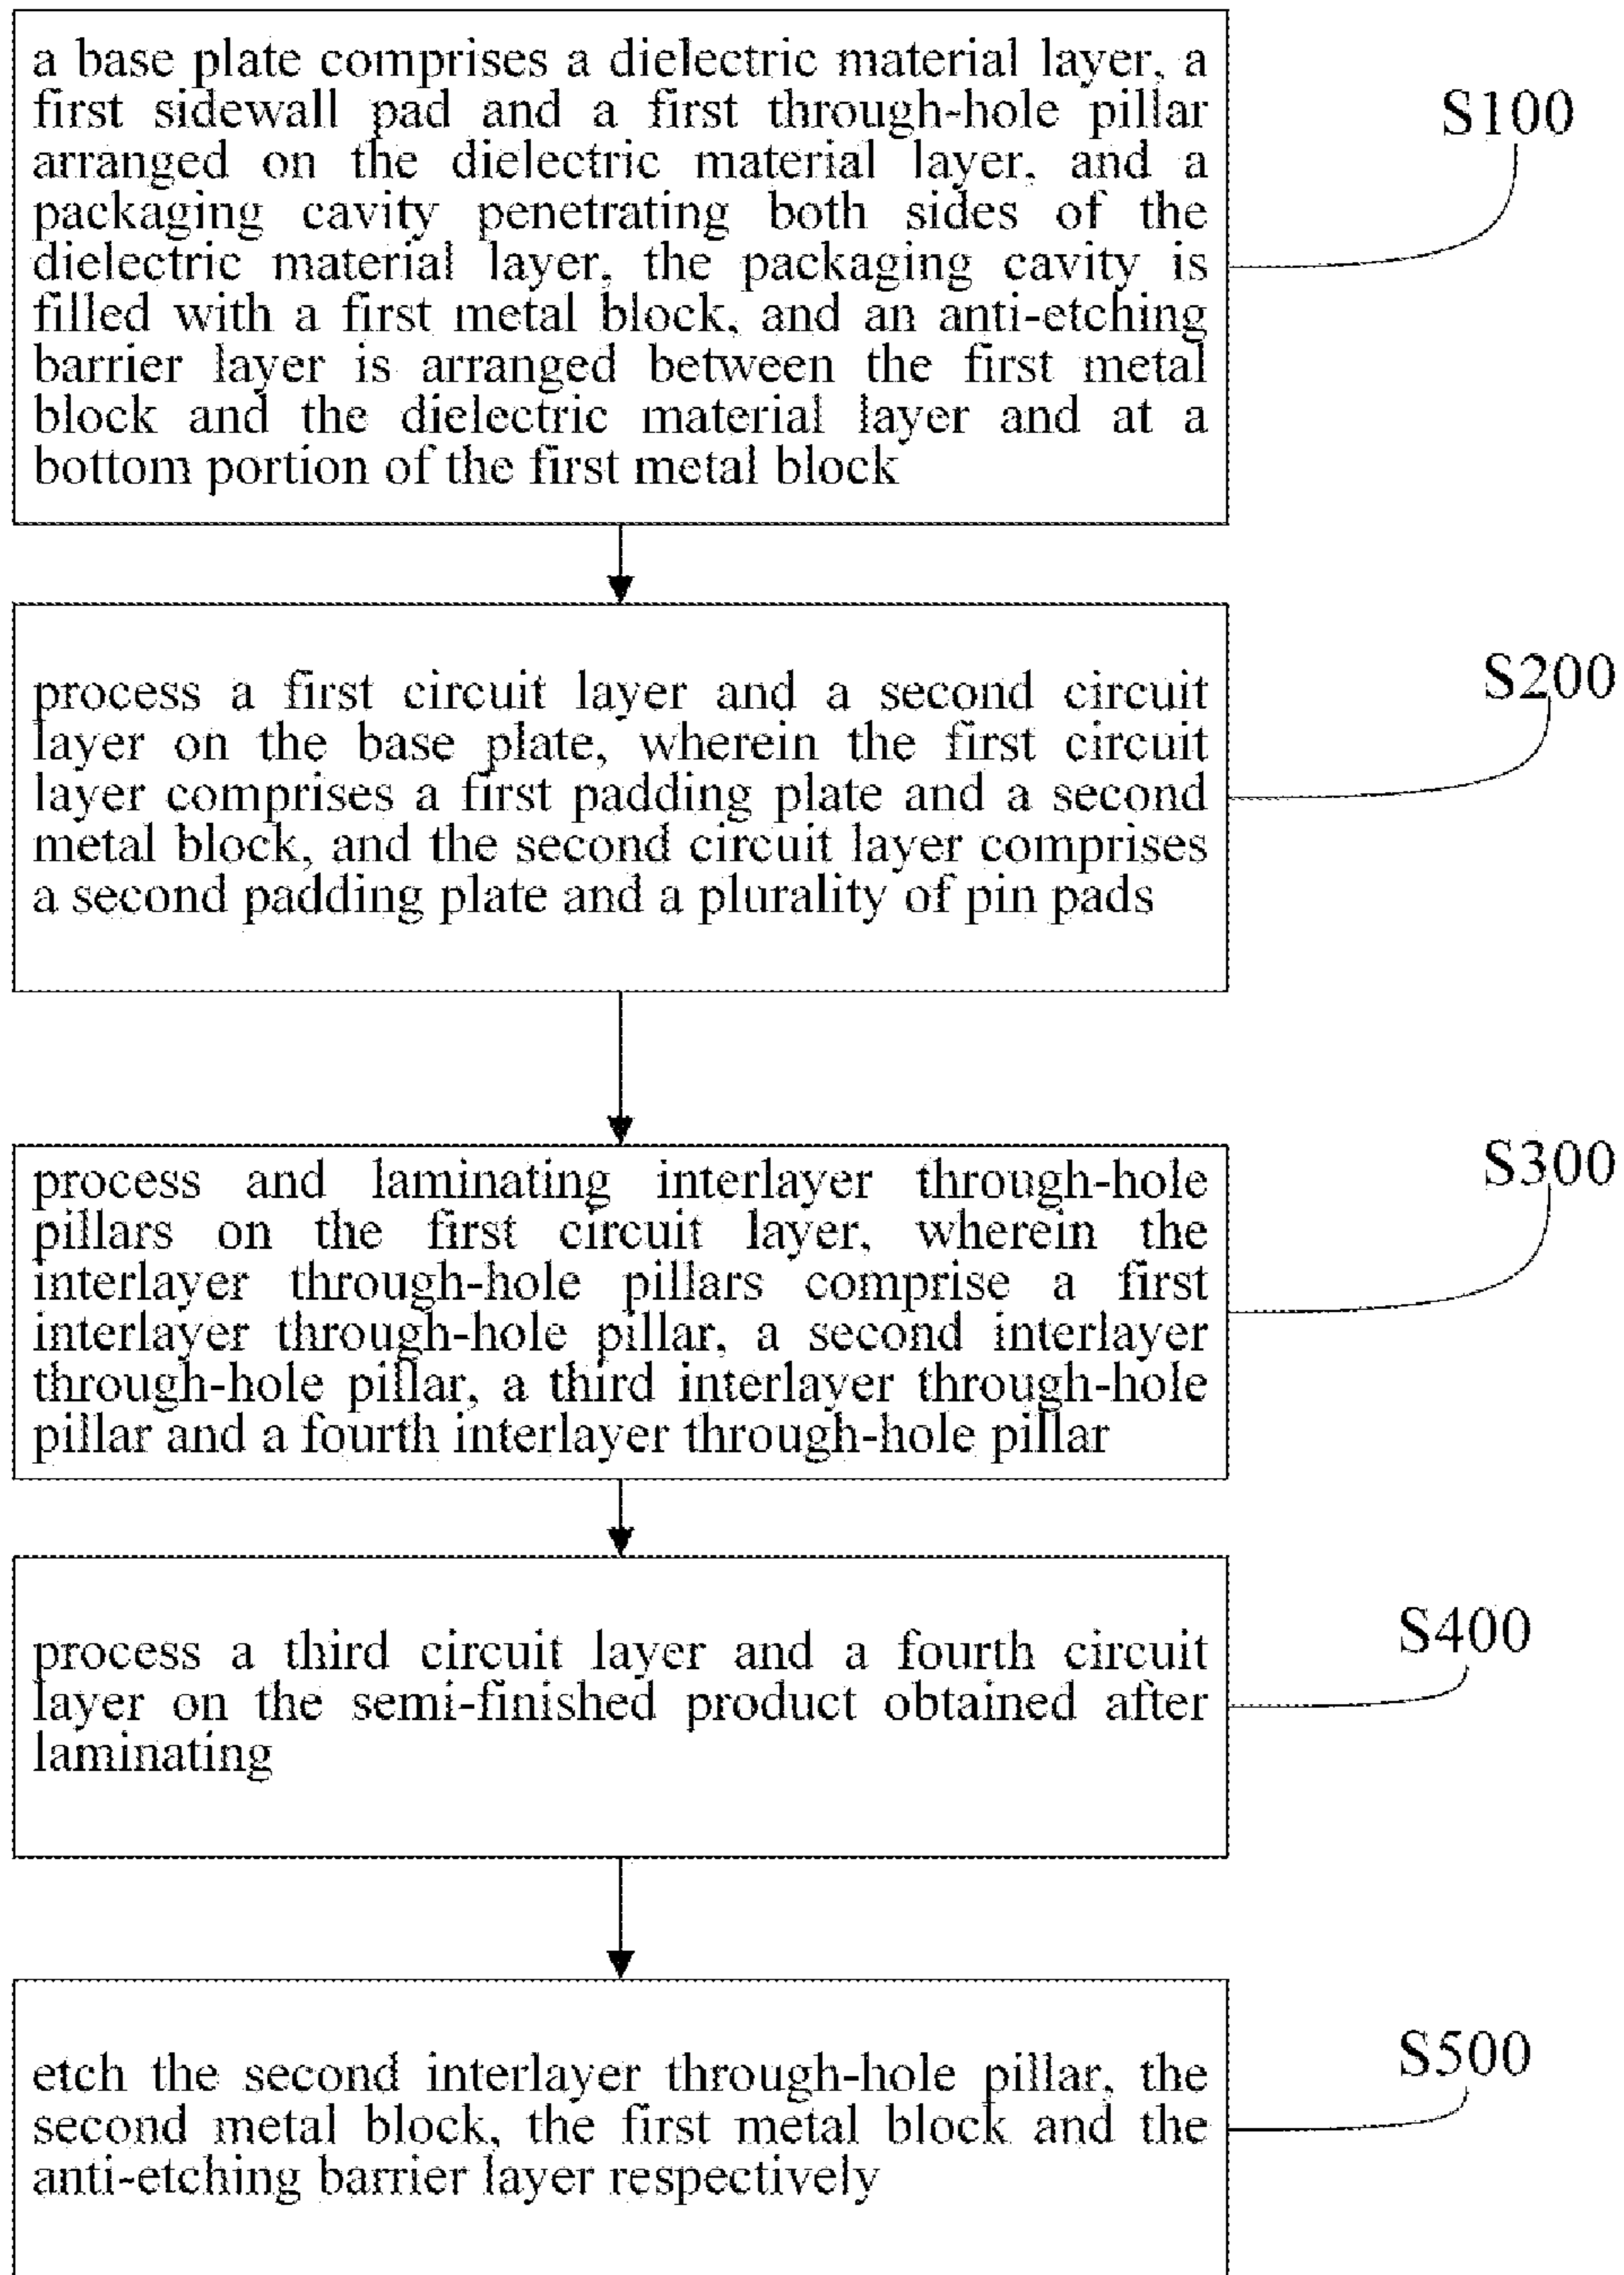 a base plate comprises a dielectric material layer, a
first sidewall pad and a first through-hole pillar
arranged on the dielectric material layer, and a
packaging cavity penetrating both sides of the
dielectric material layer, the packaging cavity is
filled with a first metal block, and an anti-etching
barrier layer is arranged between the first metal
block and the dielectric material layer and at a
bottom portion of the first metal block
S100
process a first circuit layer and a second circuit
layer on the base plate, wherein the first circuit
layer comprises a first padding plate and a second
metal block, and the second circuit layer comprises
a second padding plate and a plurality of pin pads
S200
process and laminating interlayer through-hole
pillars on the first circuit layer, wherein the
interlayer through-hole pillars comprise a first
interlayer through-hole pillar, a second interlayer
through-hole pillar, a third interlayer through-hole
pillar and a fourth interlayer through-hole pillar
S300
process a third circuit layer and a fourth circuit
layer on the semi-finished product obtained after
laminating
S400
etch the second interlayer through-hole pillar, the
second metal block, the first metal block and the
anti-etching barrier layer respectively
S500